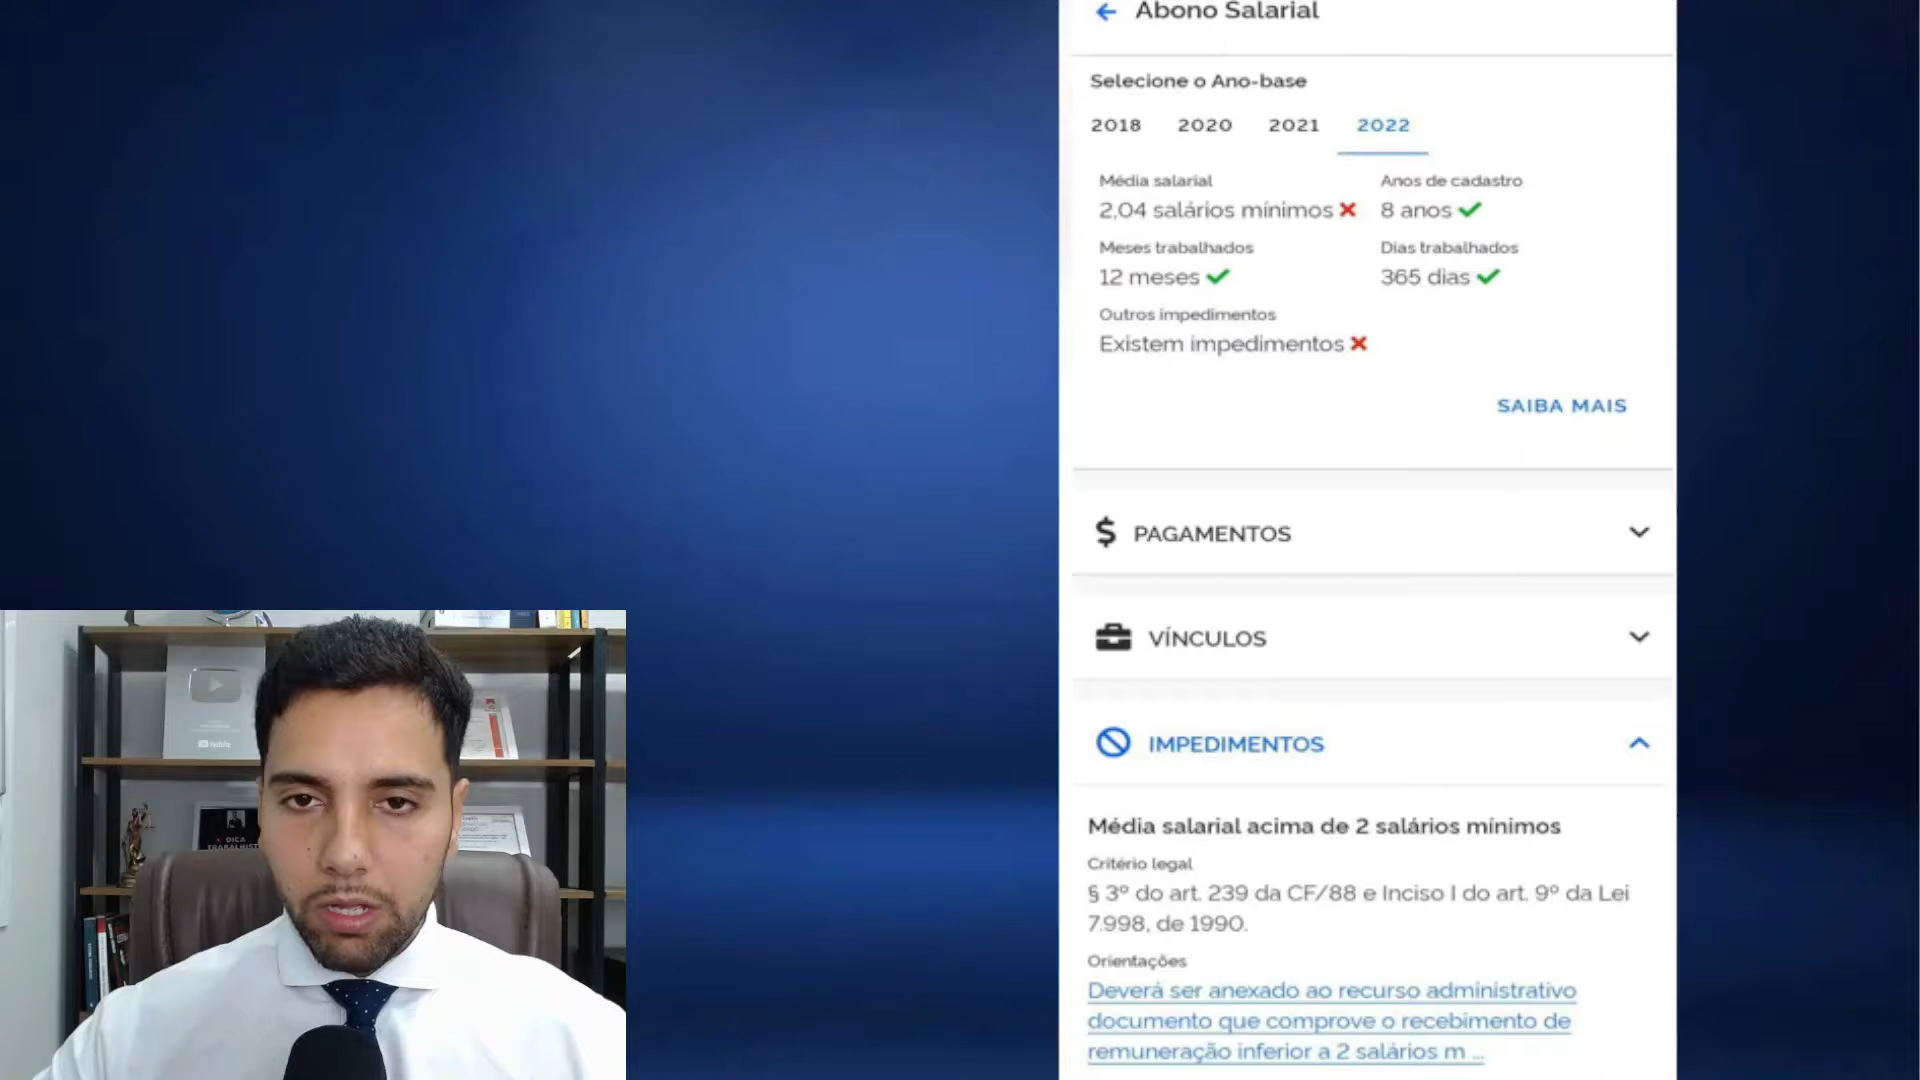 Abono Salarial
Selecione o Ano-base
2018 2020 2021 2022
Média salarial Anos de cadastro
2,04 salários mínimos 8 anos
Meses trabalhados Dias trabalhados
12 meses 365 dias
Outros impedimentos
Existem impedimentos
SAIBA MAIS
PAGAMENTOS
VÍNCULOS
IMPEDIMENTOS
Média salarial acima de 2 salários mínimos
Critério legal
§ 3º do art. 239 da CF/88 e Inciso I do art. 9º da Lei
7.998, de 1990.
Orientações
Deverá ser anexado ao recurso administrativo
documento que comprove o recebimento de
remuneração inferior a 2 salários m ...
YouTube
DICA
TRABALHISTA